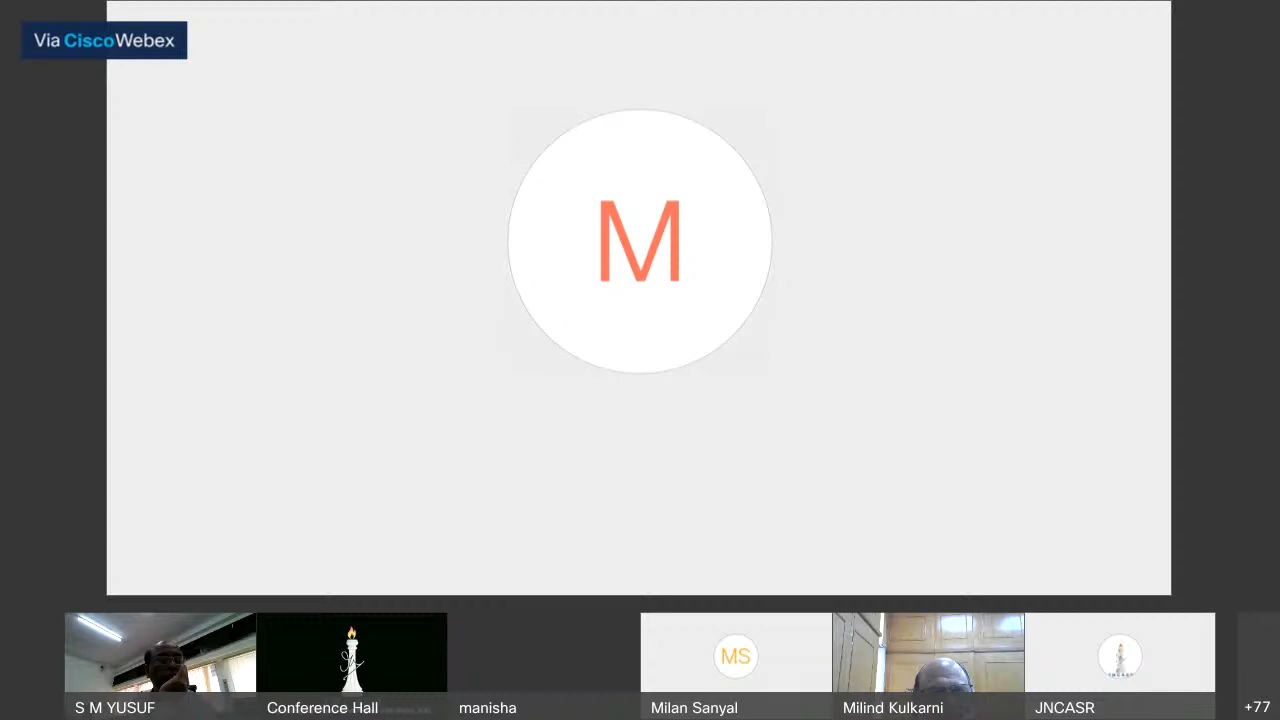 Via CiscoWebex
M
MS
S M YUSUF
Conference Hall
manisha
Milan Sanyal
Milind Kulkarni
JNCASR
+77